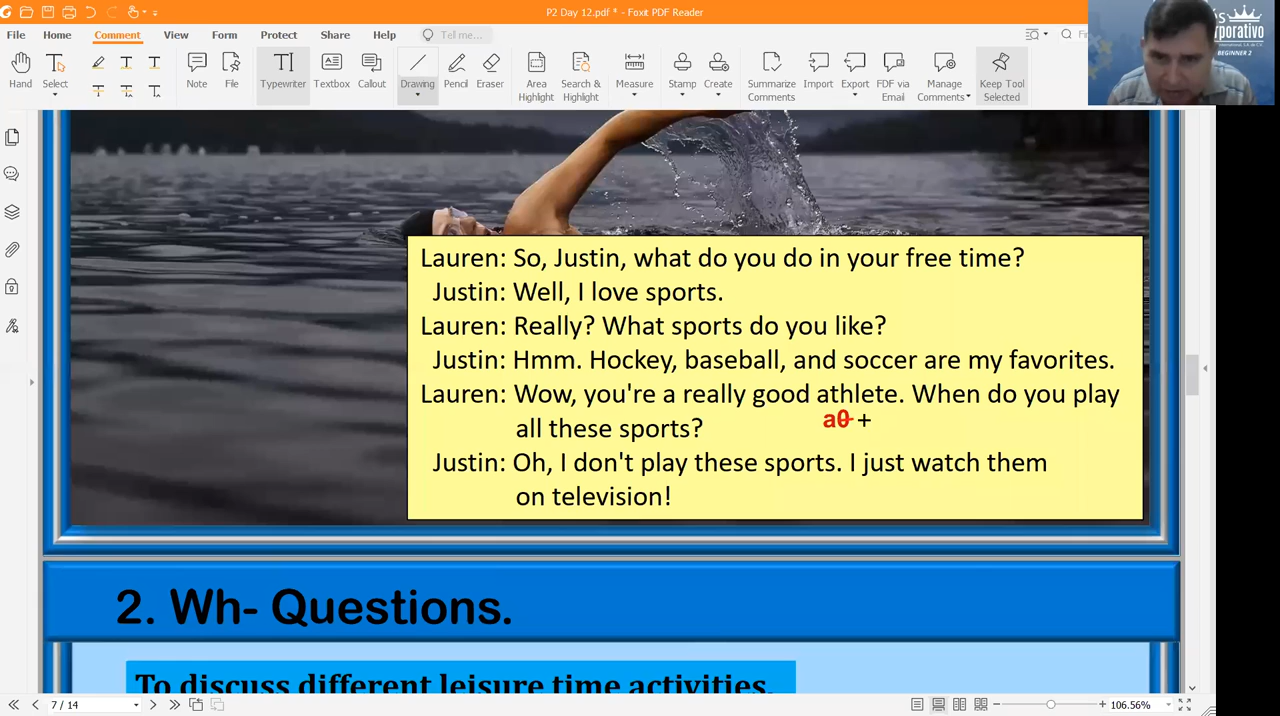 P2 Day 12.pdf * - Foxit PDF Reader
File Home Comment View Form Protect Share Help Tell me...
Hand Select Note File Typewriter Textbox Callout Drawing Pencil Eraser Area Highlight Search & Highlight Measure Stamp Create Summarize Comments Import Export PDF via Email Manage Comments Keep Tool Selected
BEGINNER 2
Lauren: So, Justin, what do you do in your free time?
Justin: Well, I love sports.
Lauren: Really? What sports do you like?
Justin: Hmm. Hockey, baseball, and soccer are my favorites.
Lauren: Wow, you're a really good athlete. When do you play
aθ
all these sports?
Justin: Oh, I don't play these sports. I just watch them
on television!
2. Wh- Questions.
To discuss different leisure time activities.
7 / 14
106.56%